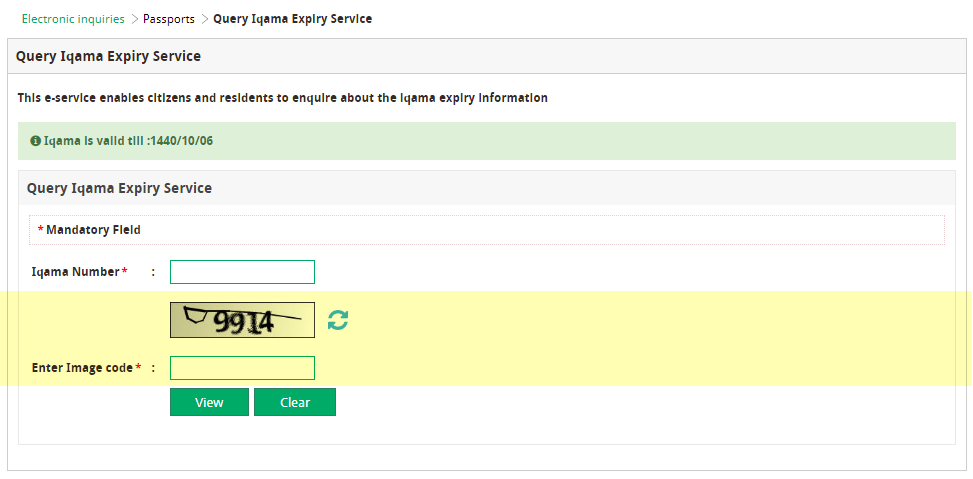 Electronic inquiries > Passports > Query Iqama Expiry Service
Query Iqama Expiry Service
This e-service enables citizens and residents to enquire about the iqama expiry information
Iqama is valid till :1440/10/06
Query Iqama Expiry Service
* Mandatory Field
Iqama Number* :
9914
Enter Image code* :
View Clear